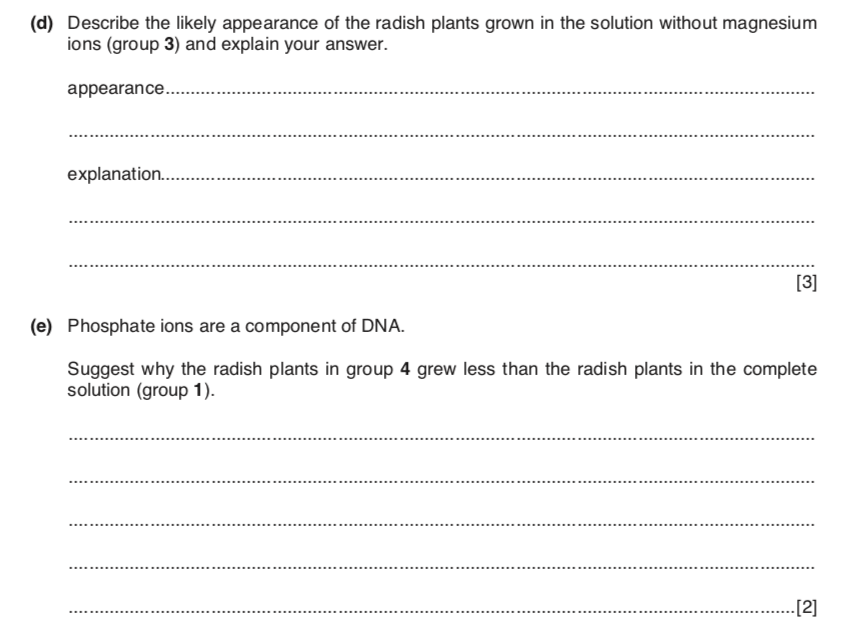 (d) Describe the likely appearance of the radish plants grown in the solution without magnesium
ions (group 3) and explain your answer.
appearance..........................................................................................................................
..........................................................................................................................
explanation..........................................................................................................................
..........................................................................................................................
..........................................................................................................................
[3]
(e) Phosphate ions are a component of DNA.
Suggest why the radish plants in group 4 grew less than the radish plants in the complete
solution (group 1).
..........................................................................................................................
..........................................................................................................................
..........................................................................................................................
..........................................................................................................................
..........................................................................................................................[2]